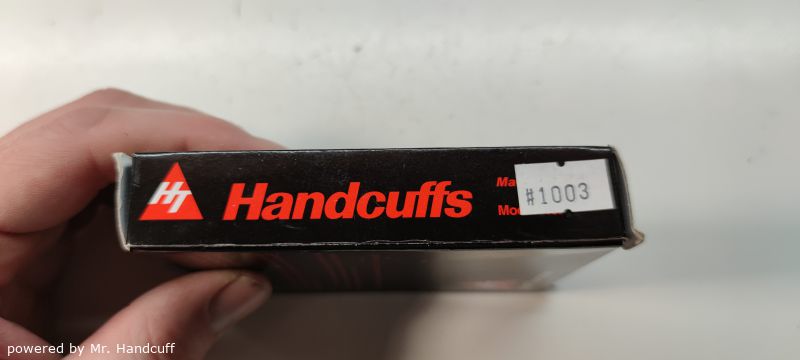 HT
Handcuffs
#1003
powered by Mr. Handcuff